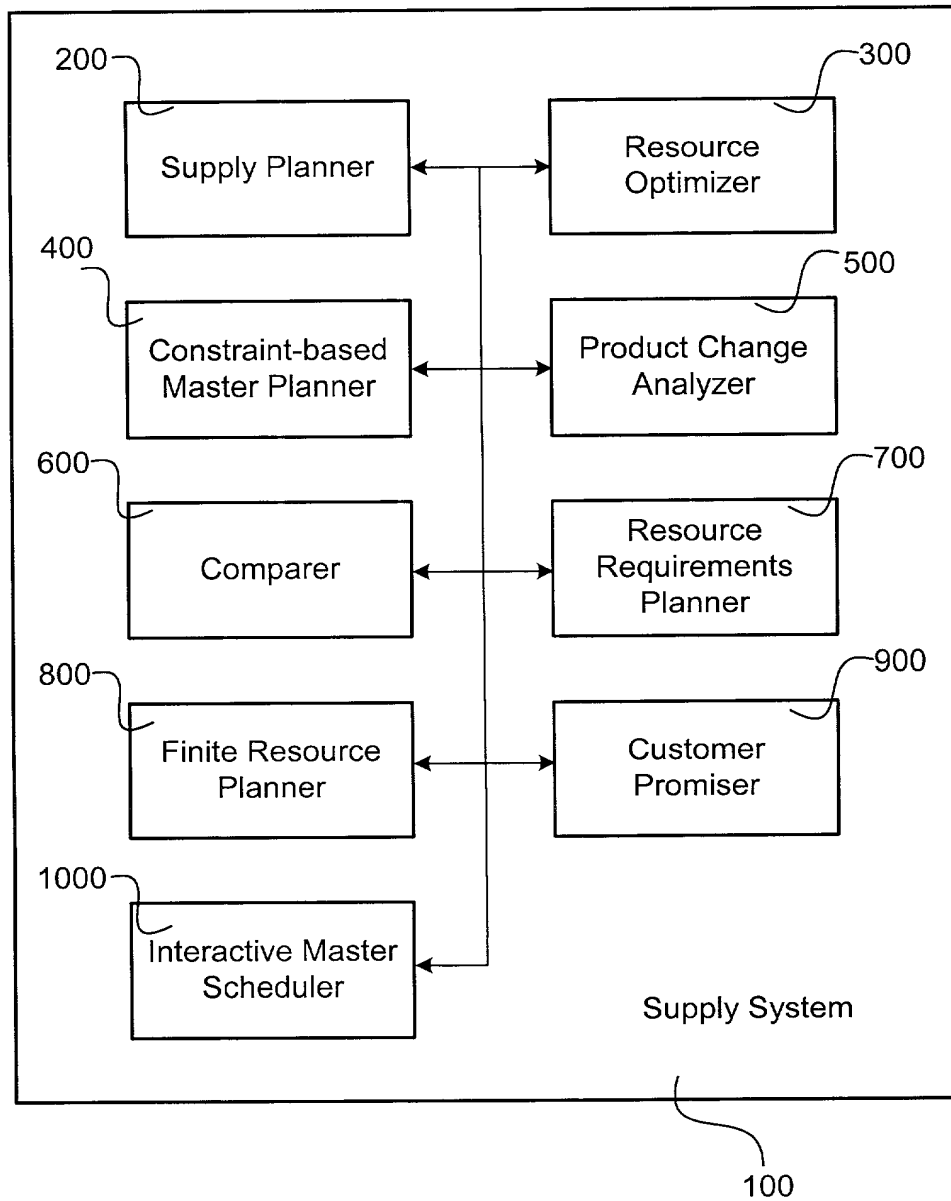 200
300
Supply Planner
Resource
Optimizer
400
500
Constraint-based
Master Planner
Product Change
Analyzer
600
700
Comparer
Resource
Requirements
Planner
800
900
Finite Resource
Planner
Customer
Promiser
1000
Interactive Master
Scheduler
Supply System
100